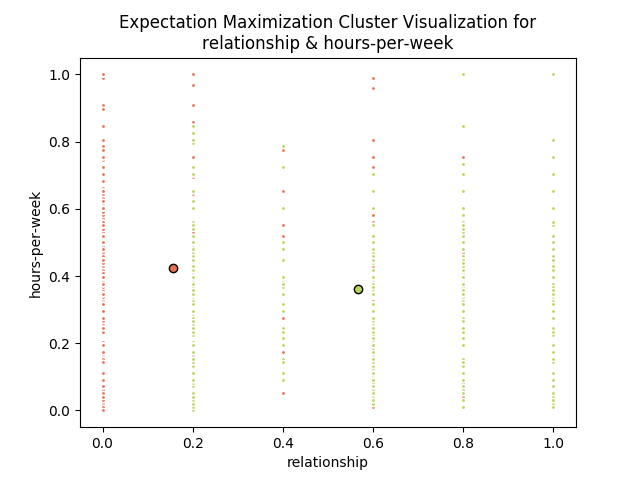 Expectation Maximization Cluster Visualization for
relationship & hours-per-week
1.0
0.8
0.6
0.4
0.2
0.0
hours-per-week
0.0 0.2 0.4 0.6 0.8 1.0
relationship